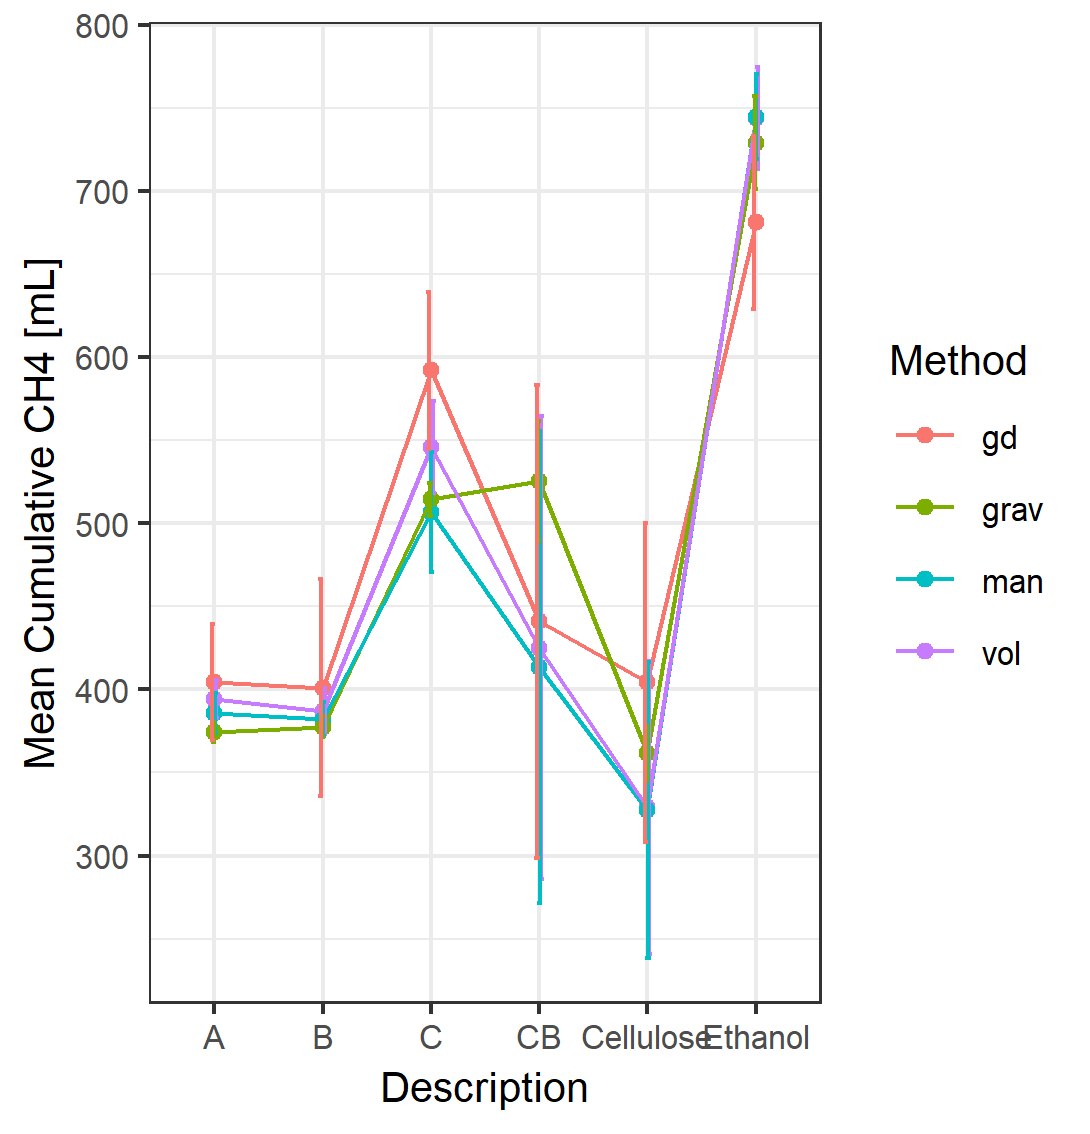 800
700
600
500
400
300
Mean Cumulative CH4 [mL]
A B C CB Cellulose Ethanol
Description
Method
gd
grav
man
vol